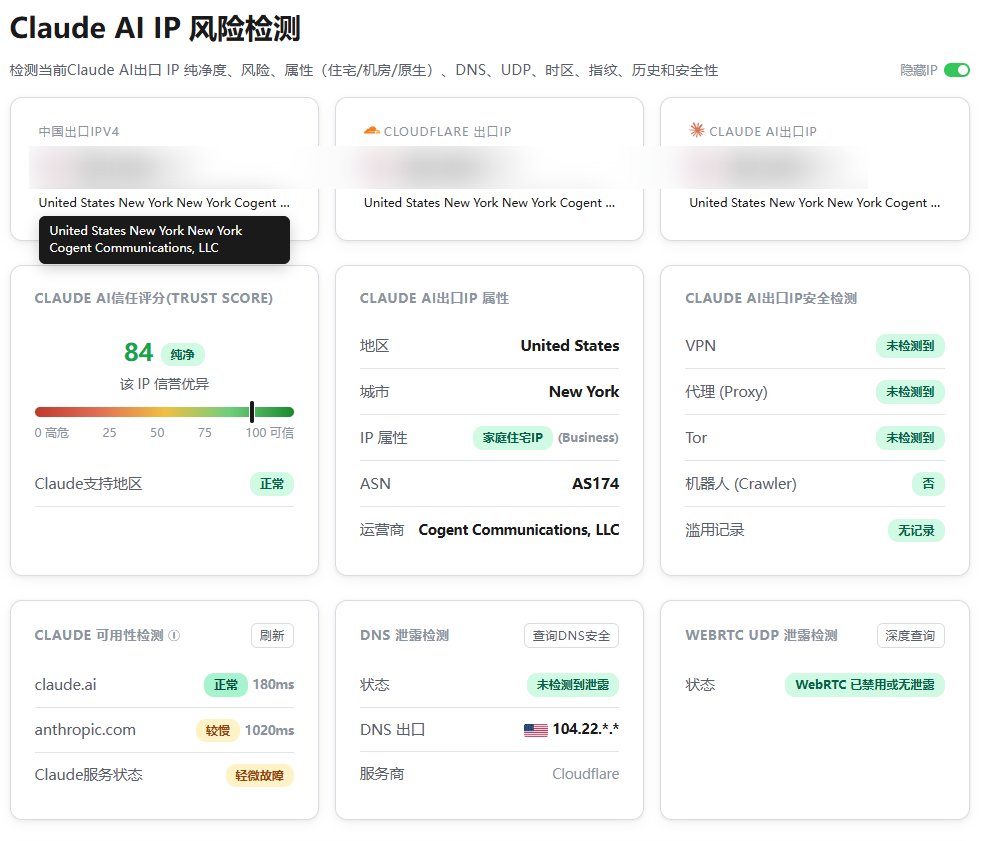 Claude AI IP 风险检测
检测当前Claude AI出口 IP 纯净度、风险、属性（住宅/机房/原生）、DNS、UDP、时区、指纹、历史和安全性
隐藏IP
中国出口IPV4
United States New York New York Cogent ...
United States New York New York
Cogent Communications, LLC
CLOUDFLARE 出口IP
United States New York New York Cogent ...
CLAUDE AI出口IP
United States New York New York Cogent ...
CLAUDE AI信任评分(TRUST SCORE)
84 纯净
该 IP 信誉优异
0 高危 25 50 75 100 可信
Claude支持地区 正常
CLAUDE AI出口IP 属性
地区 United States
城市 New York
IP 属性 家庭住宅IP (Business)
ASN AS174
运营商 Cogent Communications, LLC
CLAUDE AI出口IP安全检测
VPN 未检测到
代理 (Proxy) 未检测到
Tor 未检测到
机器人 (Crawler) 否
滥用记录 无记录
CLAUDE 可用性检测 刷新
claude.ai 正常 180ms
anthropic.com 较慢 1020ms
Claude服务状态 轻微故障
DNS 泄露检测 查询DNS安全
状态 未检测到泄露
DNS 出口 104.22.*.*
服务商 Cloudflare
WEBRTC UDP 泄露检测 深度查询
状态 WebRTC 已禁用或无泄露